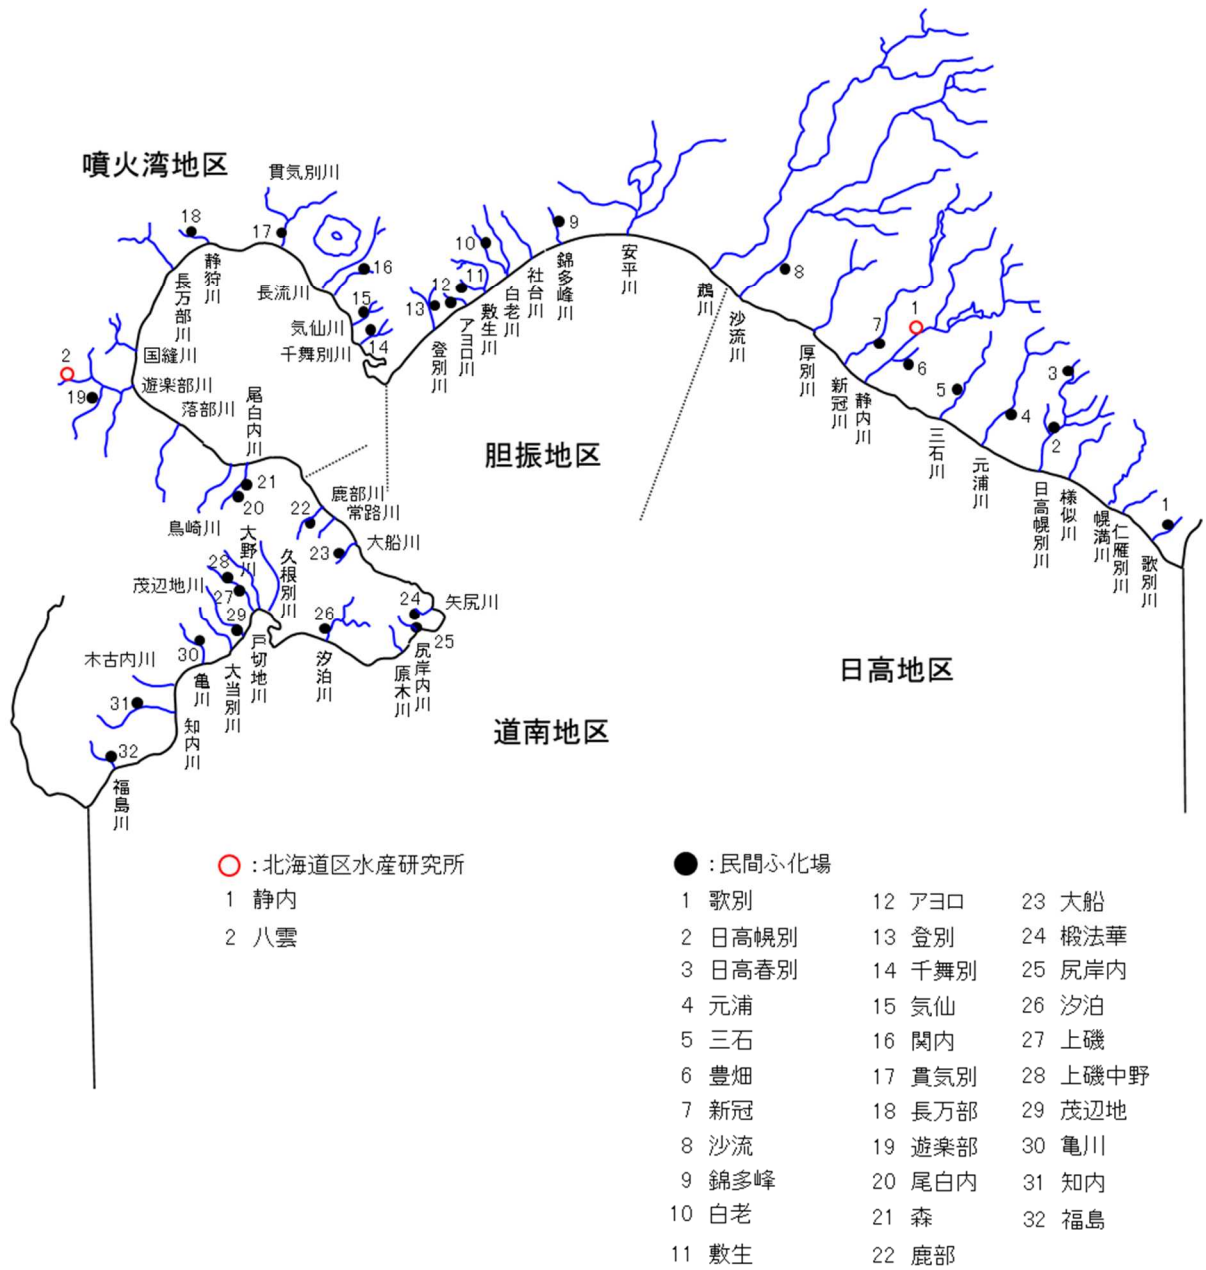 噴火湾地区
貫気別川
18
17
静狩川
長万部川
長流川
16
15
気仙川
千舞別川
14
国縫川
2
19
遊楽部川
落部川
尾白内川
21
20
鳥崎川
10
9
11
12
13
登別川
アヨロ川
敷生川
白老川
社台川
錦多峰川
安平川
鵡川
沙流川
8
厚別川
7
1
6
新冠川
静内川
5
三石川
元浦川
4
3
2
日高幌別川
様似川
幌満川
仁雁別川
歌別川
1
胆振地区
22
鹿部川
常路川
大船川
23
大野川
久根別川
28
27
茂辺地川
29
26
24
矢尻川
25
尻岸内川
原木川
汐泊川
戸切地川
大当別川
亀川
30
木古内川
31
知内川
32
福島川
日高地区
道南地区
:北海道区水産研究所
1 静内
2 八雲
:民間ふ化場
1 歌別
2 日高幌別
3 日高春別
4 元浦
5 三石
6 豊畑
7 新冠
8 沙流
9 錦多峰
10 白老
11 敷生
12 アヨロ
13 登別
14 千舞別
15 気仙
16 関内
17 貫気別
18 長万部
19 遊楽部
20 尾白内
21 森
22 鹿部
23 大船
24 椴法華
25 尻岸内
26 汐泊
27 上磯
28 上磯中野
29 茂辺地
30 亀川
31 知内
32 福島